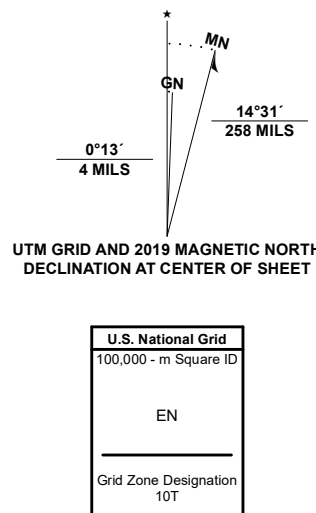 ★
MN
GN
14°31´
258 MILS
0°13´
4 MILS
UTM GRID AND 2019 MAGNETIC NORTH
DECLINATION AT CENTER OF SHEET
U.S. National Grid
100,000 - m Square ID
EN
Grid Zone Designation
10T